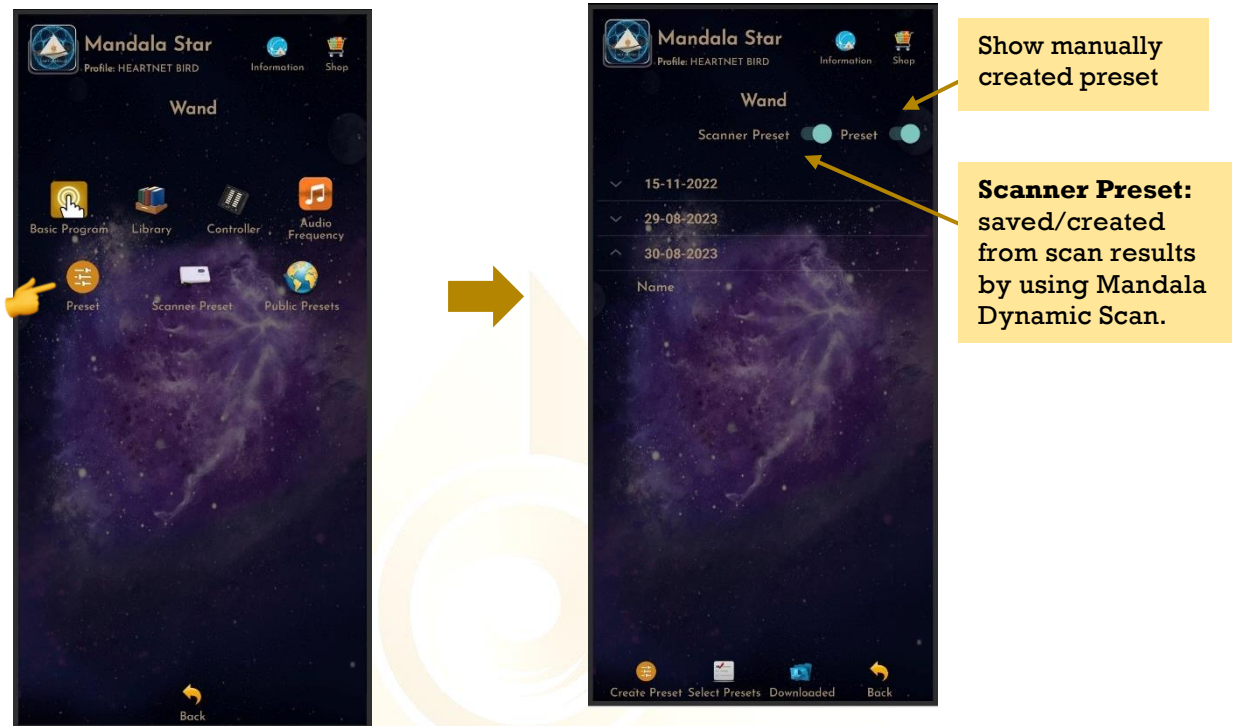 Mandala Star
Profile: HEARTNET BIRD
Information
Shop
Wand
Basic Program
Library
Controller
Audio
Frequency
Preset
Scanner Preset
Public Presets
Back
Mandala Star
Profile: HEARTNET BIRD
Information
Shop
Wand
Scanner Preset
Preset
15-11-2022
29-08-2023
30-08-2023
Name
Create Preset
Select Presets
Downloaded
Back
Show manually
created preset
Scanner Preset:
saved/created
from scan results
by using Mandala
Dynamic Scan.